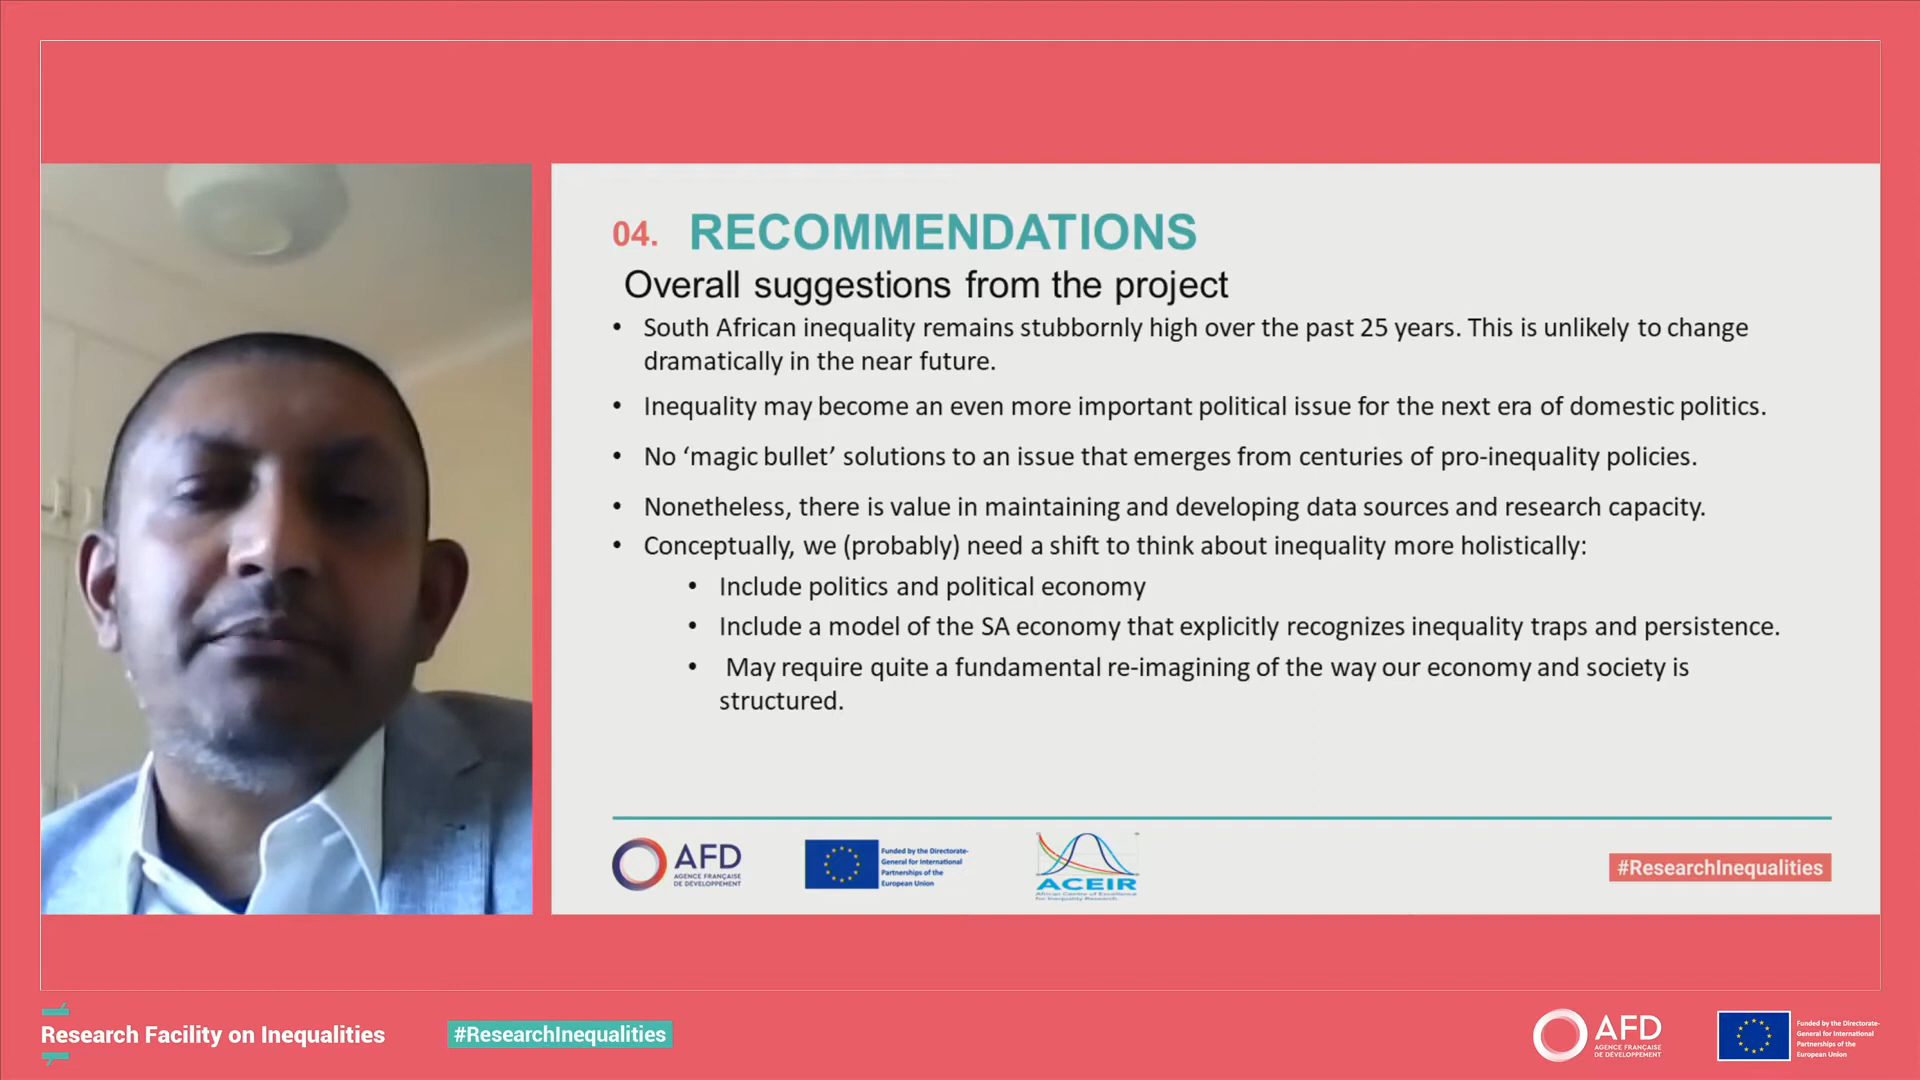 04. RECOMMENDATIONS
Overall suggestions from the project
• South African inequality remains stubbornly high over the past 25 years. This is unlikely to change
dramatically in the near future.
• Inequality may become an even more important political issue for the next era of domestic politics.
• No ‘magic bullet’ solutions to an issue that emerges from centuries of pro-inequality policies.
• Nonetheless, there is value in maintaining and developing data sources and research capacity.
• Conceptually, we (probably) need a shift to think about inequality more holistically:
• Include politics and political economy
• Include a model of the SA economy that explicitly recognizes inequality traps and persistence.
• May require quite a fundamental re-imagining of the way our economy and society is
structured.
AFD
AGENCE FRANÇAISE
DE DÉVELOPPEMENT
Funded by the Directorate-
General for International
Partnerships of the
European Union
ACEIR
African Centre of Excellence
for Inequality Research
#ResearchInequalities
Research Facility on Inequalities
#ResearchInequalities
AFD
AGENCE FRANÇAISE
DE DÉVELOPPEMENT
Funded by the Directorate-
General for International
Partnerships of the
European Union